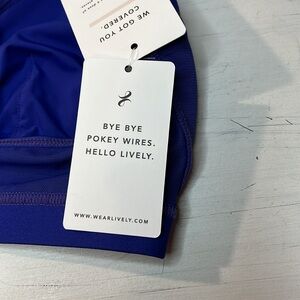 WE GOT YOU
COVERED.
BYE BYE
POKEY WIRES.
HELLO LIVELY.
WWW.WEARLIVELY.COM